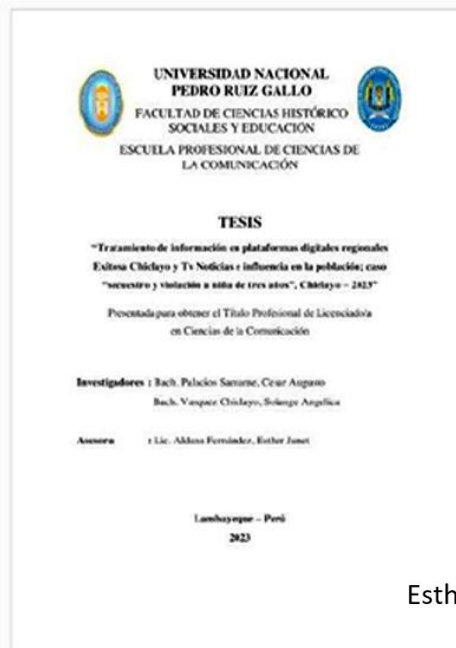 UNIVERSIDAD NACIONAL
PEDRO RUIZ GALLO
FACULTAD DE CIENCIAS HISTÓRICO
SOCIALES Y EDUCACIÓN
ESCUELA PROFESIONAL DE CIENCIAS DE
LA COMUNICACIÓN
TESIS
“Tratamiento de información en plataformas digitales regionales
Exitosa Chiclayo y Tv Noticias e influencia en la población; caso
“secuestro y violación a niña de tres años”, Chiclayo – 2023”
Presentada para obtener el Título Profesional de Licenciado/a
en Ciencias de la Comunicación
Investigadores : Bach. Palacios Cesar Augusto
Bach. Vasquez Chiclayo, Solange Angelica
Asesora : Lic. Aldana Fernández, Esther Janet
Lambayeque – Perú
2023
Esth